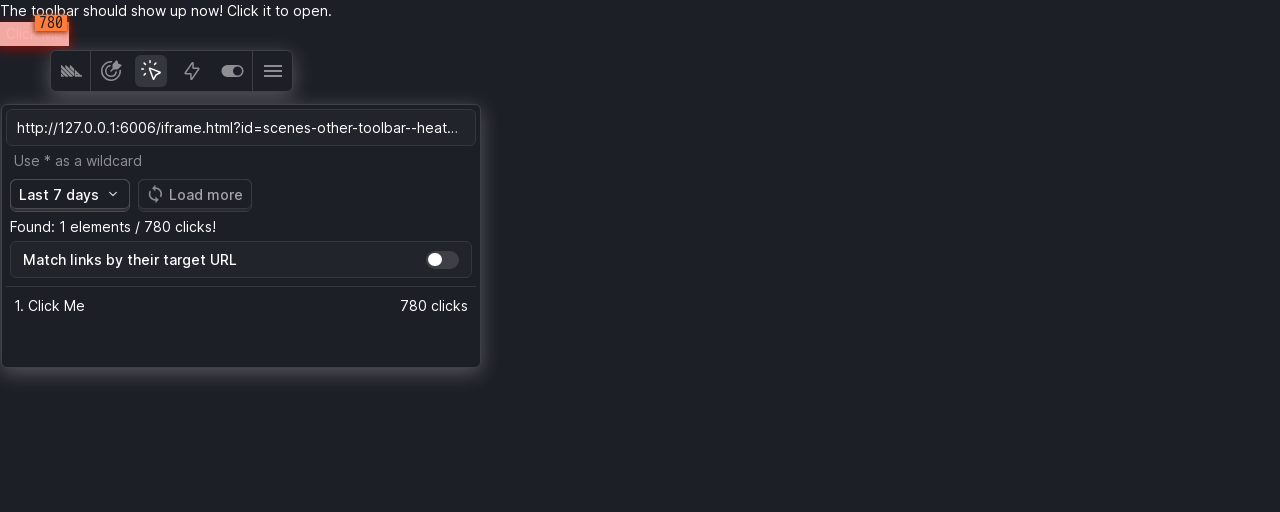 The toolbar should show up now! Click it to open.
780
Click Me
http://127.0.0.1:6006/iframe.html?id=scenes-other-toolbar--heat...
Use * as a wildcard
Last 7 days
Load more
Found: 1 elements / 780 clicks!
Match links by their target URL
1. Click Me
780 clicks